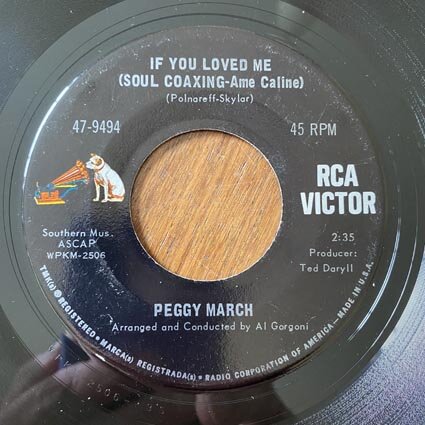 IF YOU LOVED ME
(SOUL COAXING-Ame Caline)
(Polnareff-Skylar)
47-9494
45 RPM
RCA
VICTOR
Southern Mus.
ASCAP
WPKM-2506
2:35
Producer:
Ted Daryll
PEGGY MARCH
Arranged and Conducted by Al Gorgoni
TMK(s) ® REGISTERED • MARCA(s) REGISTRADA(s) • RADIO CORPORATION OF AMERICA — MADE IN U.S.A.